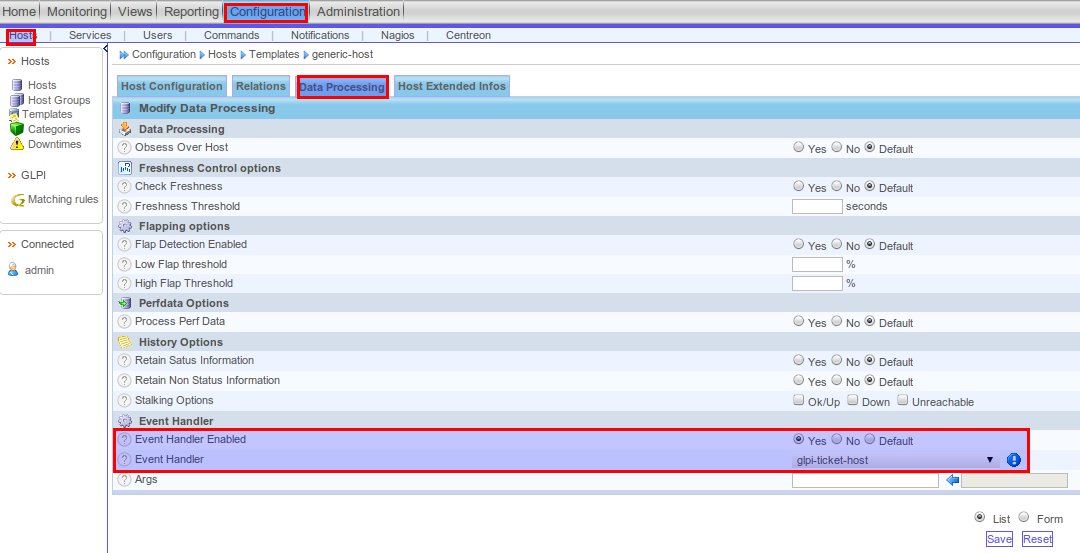 Home Monitoring Views Reporting Configuration Administration
Hosts | Services | Users | Commands | Notifications | Nagios | Centreon
Hosts
Hosts
Host Groups
Templates
Categories
Downtimes
GLPI
Matching rules
Connected
admin
Configuration Hosts Templates generic-host
Host Configuration Relations Data Processing Host Extended Infos
Modify Data Processing
Data Processing
? Obsess Over Host Yes No Default
Freshness Control options
? Check Freshness Yes No Default
? Freshness Threshold seconds
Flapping options
? Flap Detection Enabled Yes No Default
? Low Flap threshold %
? High Flap Threshold %
Perfdata Options
? Process Perf Data Yes No Default
History Options
? Retain Satus Information Yes No Default
? Retain Non Status Information Yes No Default
? Stalking Options Ok/Up Down Unreachable
Event Handler
? Event Handler Enabled Yes No Default
? Event Handler glpi-ticket-host
? Args
List Form
Save Reset